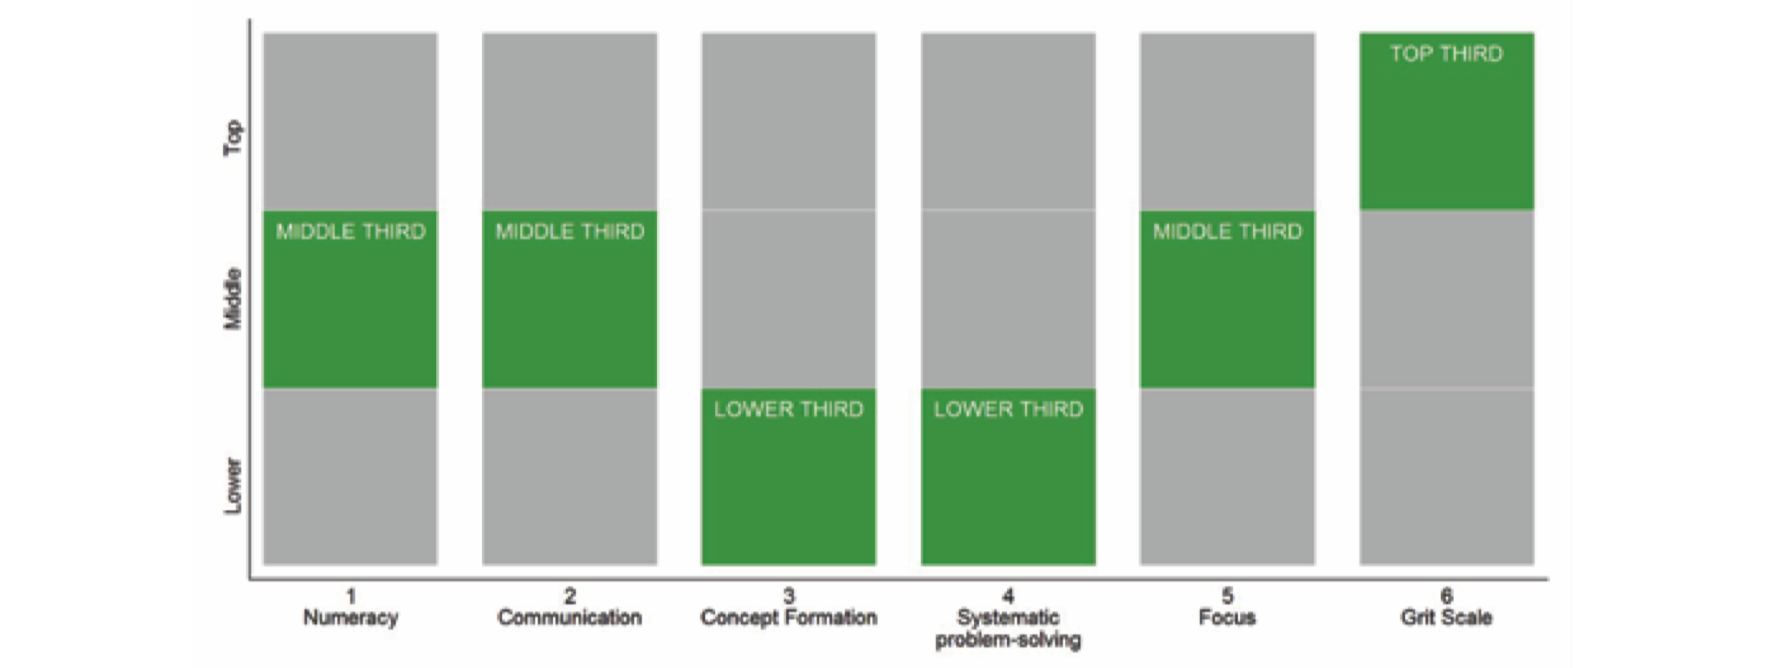 TOP THIRD
Top
MIDDLE THIRD
MIDDLE THIRD
MIDDLE THIRD
Middle
LOWER THIRD
LOWER THIRD
Lower
1
Numeracy
2
Communication
3
Concept Formation
4
Systematic
problem-solving
5
Focus
6
Grit Scale